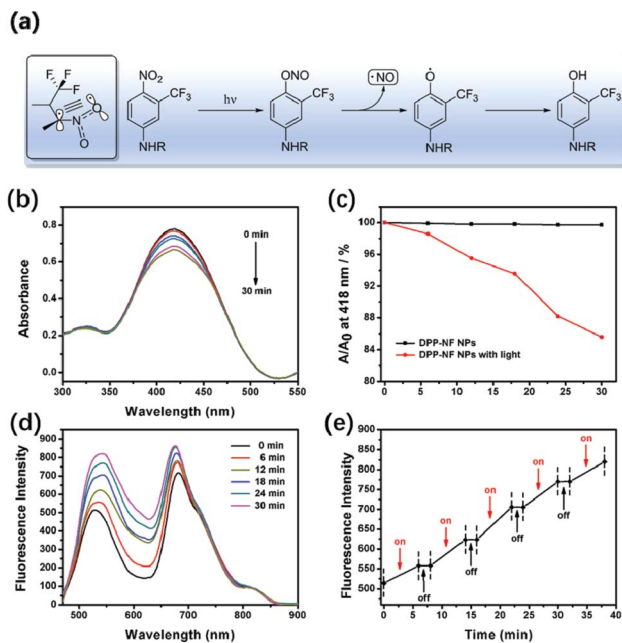 (a)
F
F
F
N
O
O
NO₂
CF₃
NHR
hν
ONO
CF₃
NHR
·NO
O·
CF₃
NHR
OH
CF₃
NHR
(b)
Absorbance
0.8
0.6
0.4
0.2
0.0
0 min
30 min
300 350 400 450 500 550
Wavelength (nm)
(c)
A/A0 at 418 nm / %
100
96
92
88
84
80
DPP-NF NPs
DPP-NF NPs with light
0 5 10 15 20 25 30
Time (min)
(d)
Fluorescence Intensity
900
800
700
600
500
400
300
200
100
0
0 min
6 min
12 min
18 min
24 min
30 min
500 600 700 800 900
Wavelength (nm)
(e)
Fluorescence Intensity
850
800
750
700
650
600
550
500
on
on
on
on
on
off
off
off
off
0 5 10 15 20 25 30 35 40
Time (min)